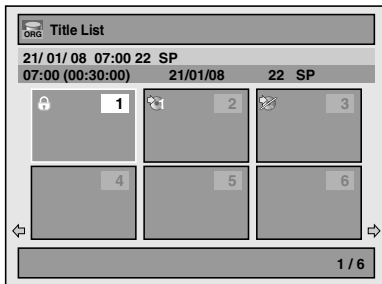 ORG Title List
21/ 01/ 08 07:00 22 SP
07:00 (00:30:00) 21/01/08 22 SP
1 2 3
4 5 6
1 / 6